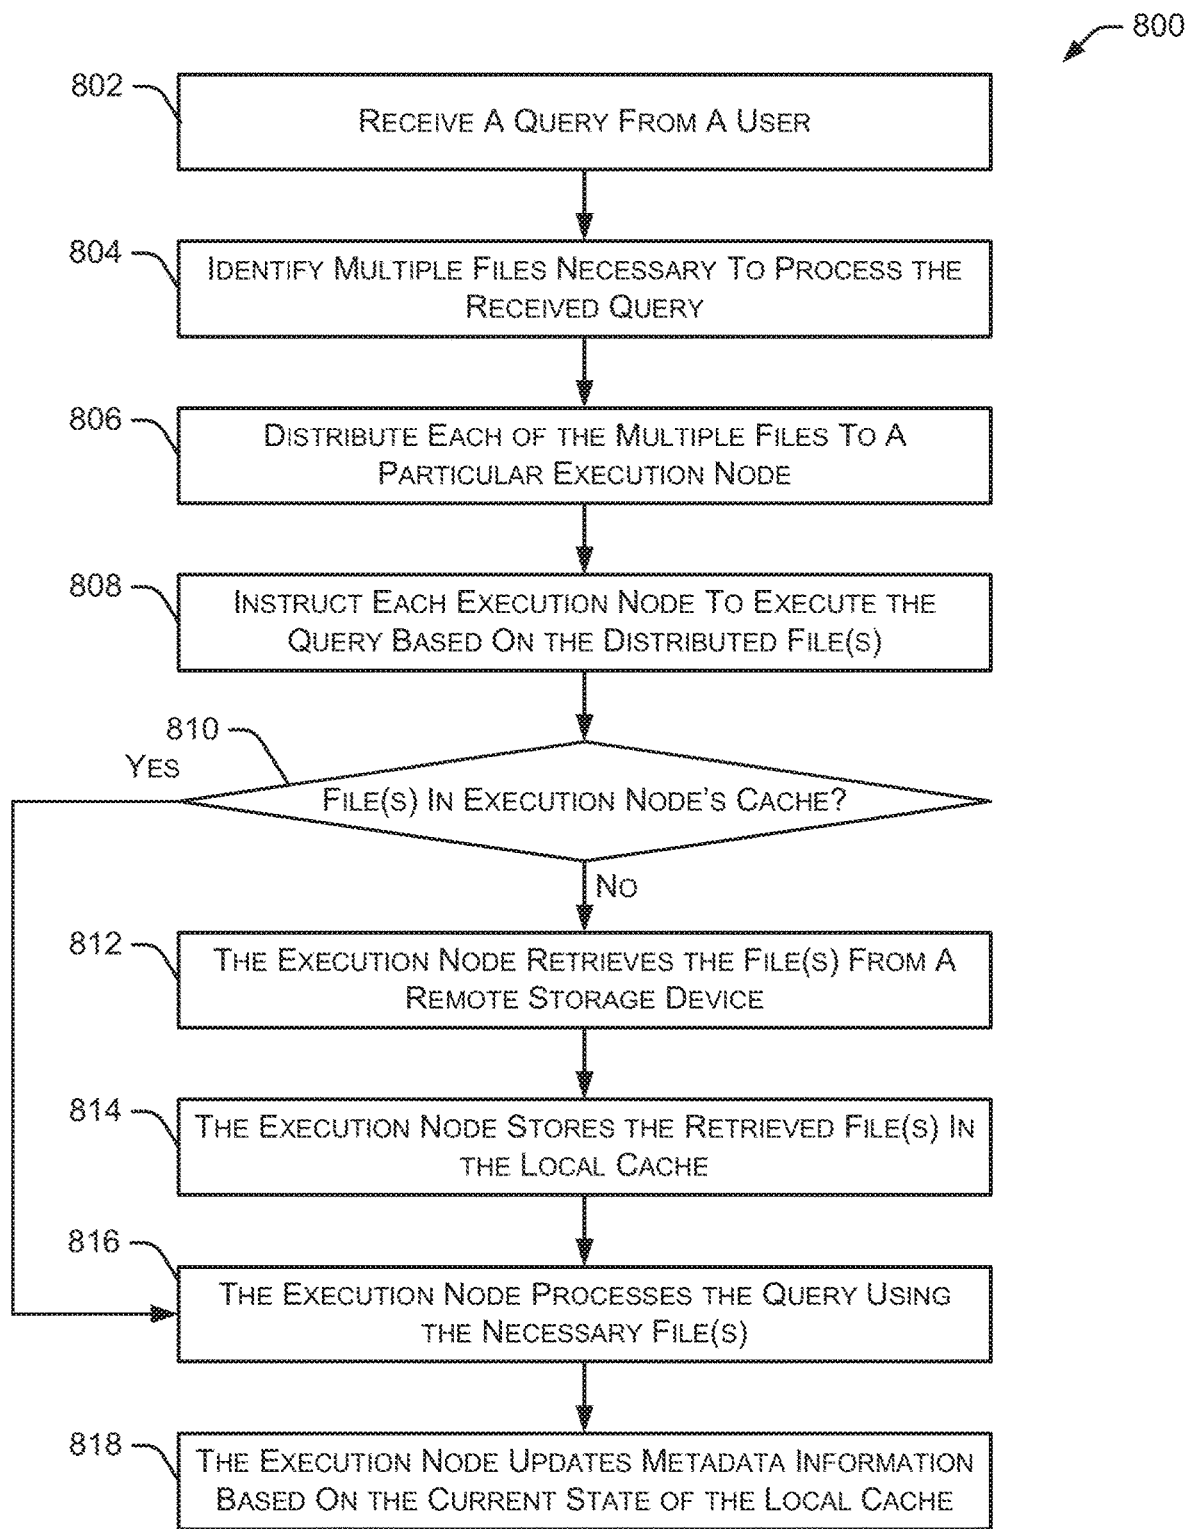 800
802
RECEIVE A QUERY FROM A USER
804
IDENTIFY MULTIPLE FILES NECESSARY TO PROCESS THE
RECEIVED QUERY
806
DISTRIBUTE EACH OF THE MULTIPLE FILES TO A
PARTICULAR EXECUTION NODE
808
INSTRUCT EACH EXECUTION NODE TO EXECUTE THE
QUERY BASED ON THE DISTRIBUTED FILE(S)
810
YES
FILE(S) IN EXECUTION NODE'S CACHE?
NO
812
THE EXECUTION NODE RETRIEVES THE FILE(S) FROM A
REMOTE STORAGE DEVICE
814
THE EXECUTION NODE STORES THE RETRIEVED FILE(S) IN
THE LOCAL CACHE
816
THE EXECUTION NODE PROCESSES THE QUERY USING
THE NECESSARY FILE(S)
818
THE EXECUTION NODE UPDATES METADATA INFORMATION
BASED ON THE CURRENT STATE OF THE LOCAL CACHE